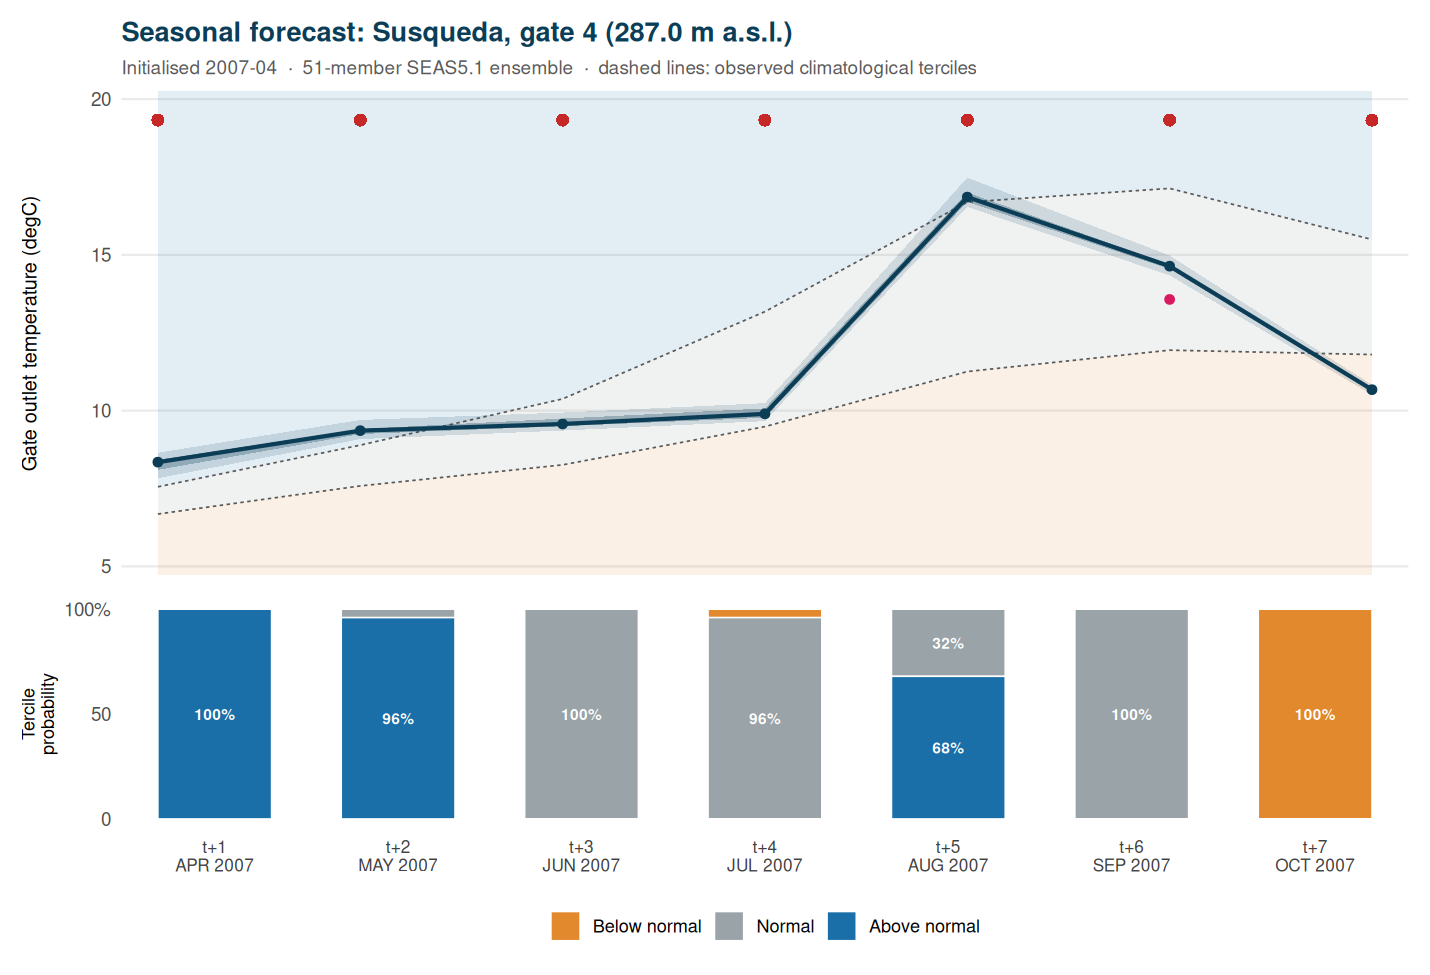 Seasonal forecast: Susqueda, gate 4 (287.0 m a.s.l.)
Initialised 2007-04 · 51-member SEAS5.1 ensemble · dashed lines: observed climatological terciles
Gate outlet temperature (degC)
20
15
10
5
Tercile
probability
100%
50
0
100%
96%
100%
96%
32%
68%
100%
100%
t+1 t+2 t+3 t+4 t+5 t+6 t+7
APR 2007 MAY 2007 JUN 2007 JUL 2007 AUG 2007 SEP 2007 OCT 2007
Below normal Normal Above normal